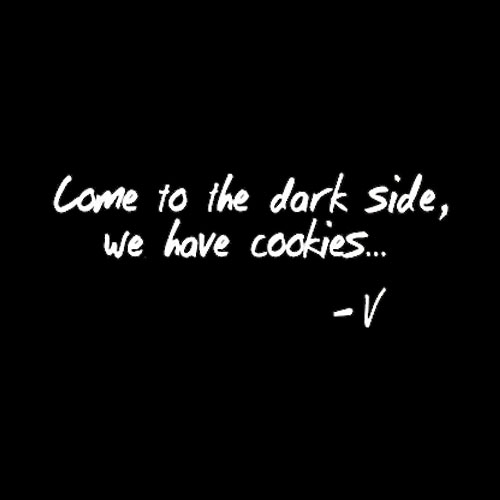 Come to the dark side,
we have cookies...
-V